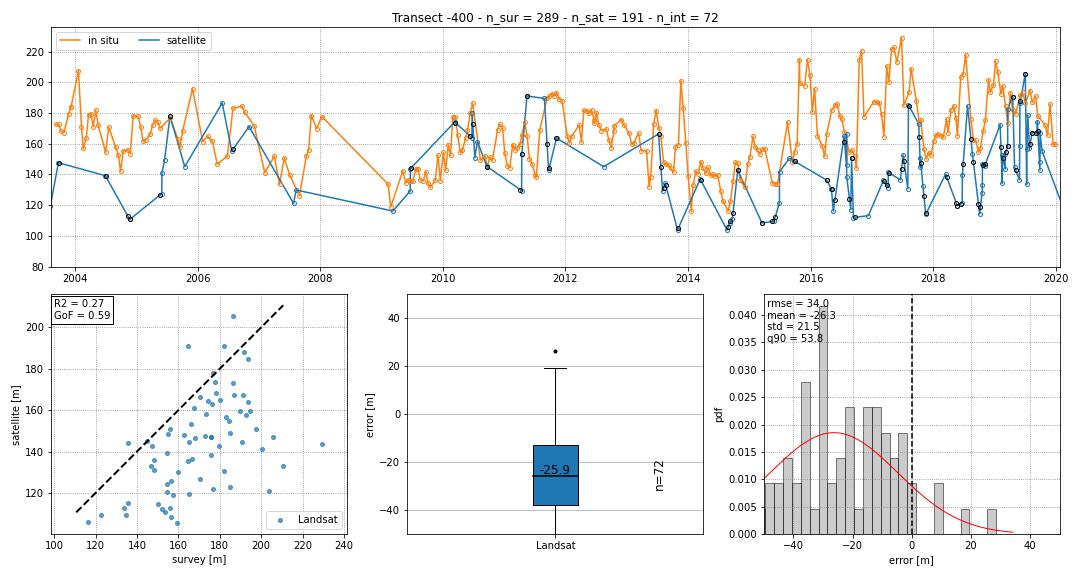 Transect -400 - n_sur = 289 - n_sat = 191 - n_int = 72
in situ satellite
220
200
180
160
140
120
100
80
2004 2006 2008 2010 2012 2014 2016 2018 2020
R2 = 0.27
GoF = 0.59
satellite [m]
200
180
160
140
120
Landsat
100 120 140 160 180 200 220 240
survey [m]
error [m]
40
20
0
−20
−40
-25.9
n=72
Landsat
rmse = 34.0
mean = -26.3
std = 21.5
q90 = 53.8
pdf
0.040
0.035
0.030
0.025
0.020
0.015
0.010
0.005
0.000
−40 −20 0 20 40
error [m]